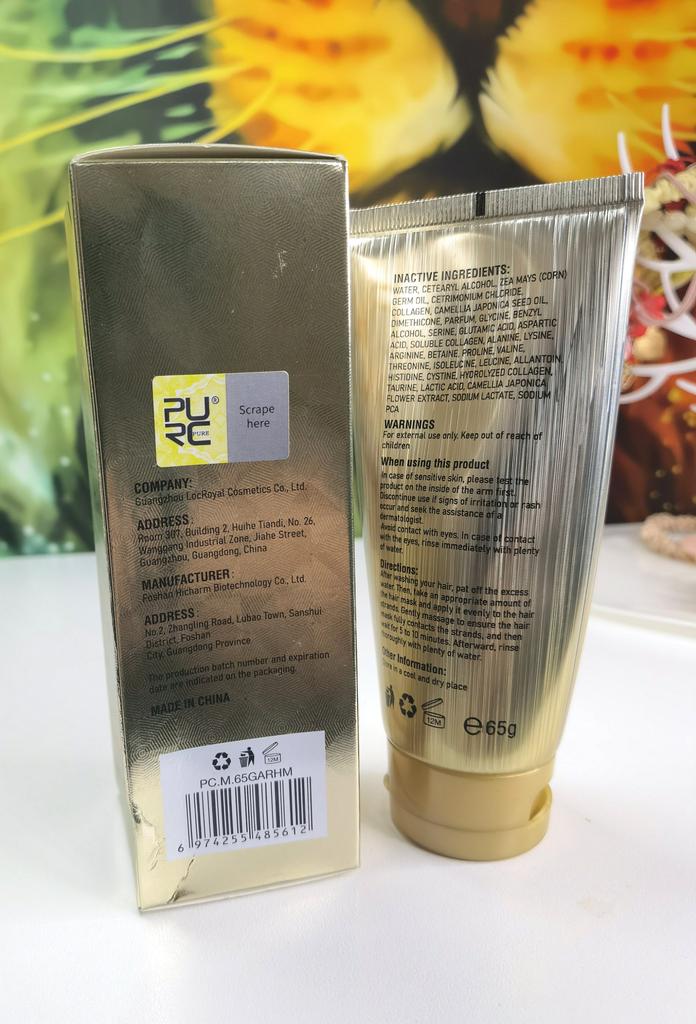 PU
RC
PURE
®
Scrape
here
COMPANY:
Guangzhou LocRoyal Cosmetics Co., Ltd.
ADDRESS:
Room 307, Building 2, Huihe Tiandi, No. 26,
Wanggang Industrial Zone, Jiahe Street,
Guangzhou, Guangdong, China
MANUFACTURER:
Foshan Hicharm Biotechnology Co., Ltd.
ADDRESS:
No.2, Zhangling Road, Lubao Town, Sanshui
District, Foshan
City, Guangdong Province
The production batch number and expiration
date are indicated on the packaging.
MADE IN CHINA
12M
PC.M.65GARHM
6 974255 485612
INACTIVE INGREDIENTS:
WATER, CETEARYL ALCOHOL, ZEA MAYS (CORN)
GERM OIL, CETRIMONIUM CHLORIDE,
COLLAGEN, CAMELLIA JAPONICA SEED OIL,
DIMETHICONE, PARFUM, GLYCINE, BENZYL
ALCOHOL, SERINE, GLUTAMIC ACID, ASPARTIC
ACID, SOLUBLE COLLAGEN, ALANINE, LYSINE,
ARGININE, BETAINE, PROLINE, VALINE,
THREONINE, ISOLEUCINE, LEUCINE, ALLANTOIN,
HISTIDINE, CYSTINE, HYDROLYZED COLLAGEN,
TAURINE, LACTIC ACID, CAMELLIA JAPONICA
FLOWER EXTRACT, SODIUM LACTATE, SODIUM
PCA
WARNINGS
For external use only. Keep out of reach of
children
When using this product
In case of sensitive skin, please test the
product on the inside of the arm first.
Discontinue use if signs of irritation or rash
occur and seek the assistance of a
dermatologist.
Avoid contact with eyes. In case of contact
with the eyes, rinse immediately with plenty
of water.
Directions:
After washing your hair, pat off the excess
water. Then, take an appropriate amount of
the hair mask and apply it evenly to the hair
strands. Gently massage to ensure the hair
mask fully contacts the strands, and then
wait for 5 to 10 minutes. Afterward, rinse
thoroughly with plenty of water.
Other Information:
Store in a cool and dry place
12M
e65g